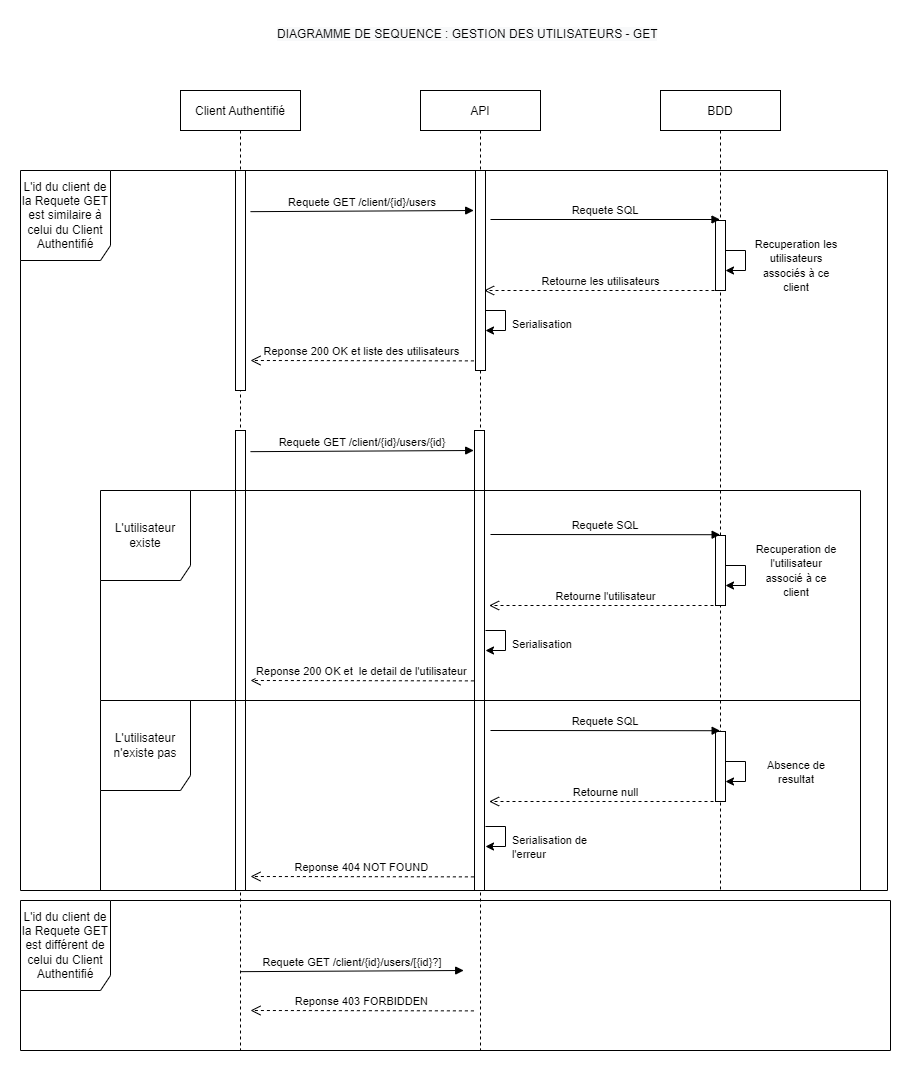 DIAGRAMME DE SEQUENCE : GESTION DES UTILISATEURS - GET
Client Authentifié
API
BDD
L'id du client de
la Requete GET
est similaire à
celui du Client
Authentifié
Requete GET /client/{id}/users
Requete SQL
Recuperation les
utilisateurs
associés à ce
client
Retourne les utilisateurs
Serialisation
Reponse 200 OK et liste des utilisateurs
Requete GET /client/{id}/users/{id}
L'utilisateur
existe
Requete SQL
Recuperation de
l'utilisateur
associé à ce
client
Retourne l'utilisateur
Serialisation
Reponse 200 OK et  le detail de l'utilisateur
L'utilisateur
n'existe pas
Requete SQL
Absence de
resultat
Retourne null
Serialisation de
l'erreur
Reponse 404 NOT FOUND
L'id du client de
la Requete GET
est différent de
celui du Client
Authentifié
Requete GET /client/{id}/users/[{id}?]
Reponse 403 FORBIDDEN